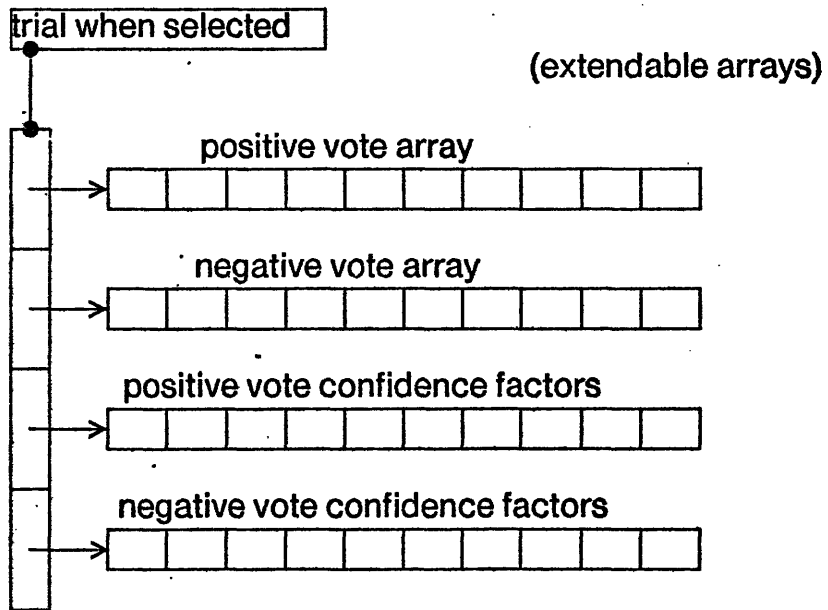 trial when selected
(extendable arrays)
positive vote array
negative vote array
positive vote confidence factors
negative vote confidence factors